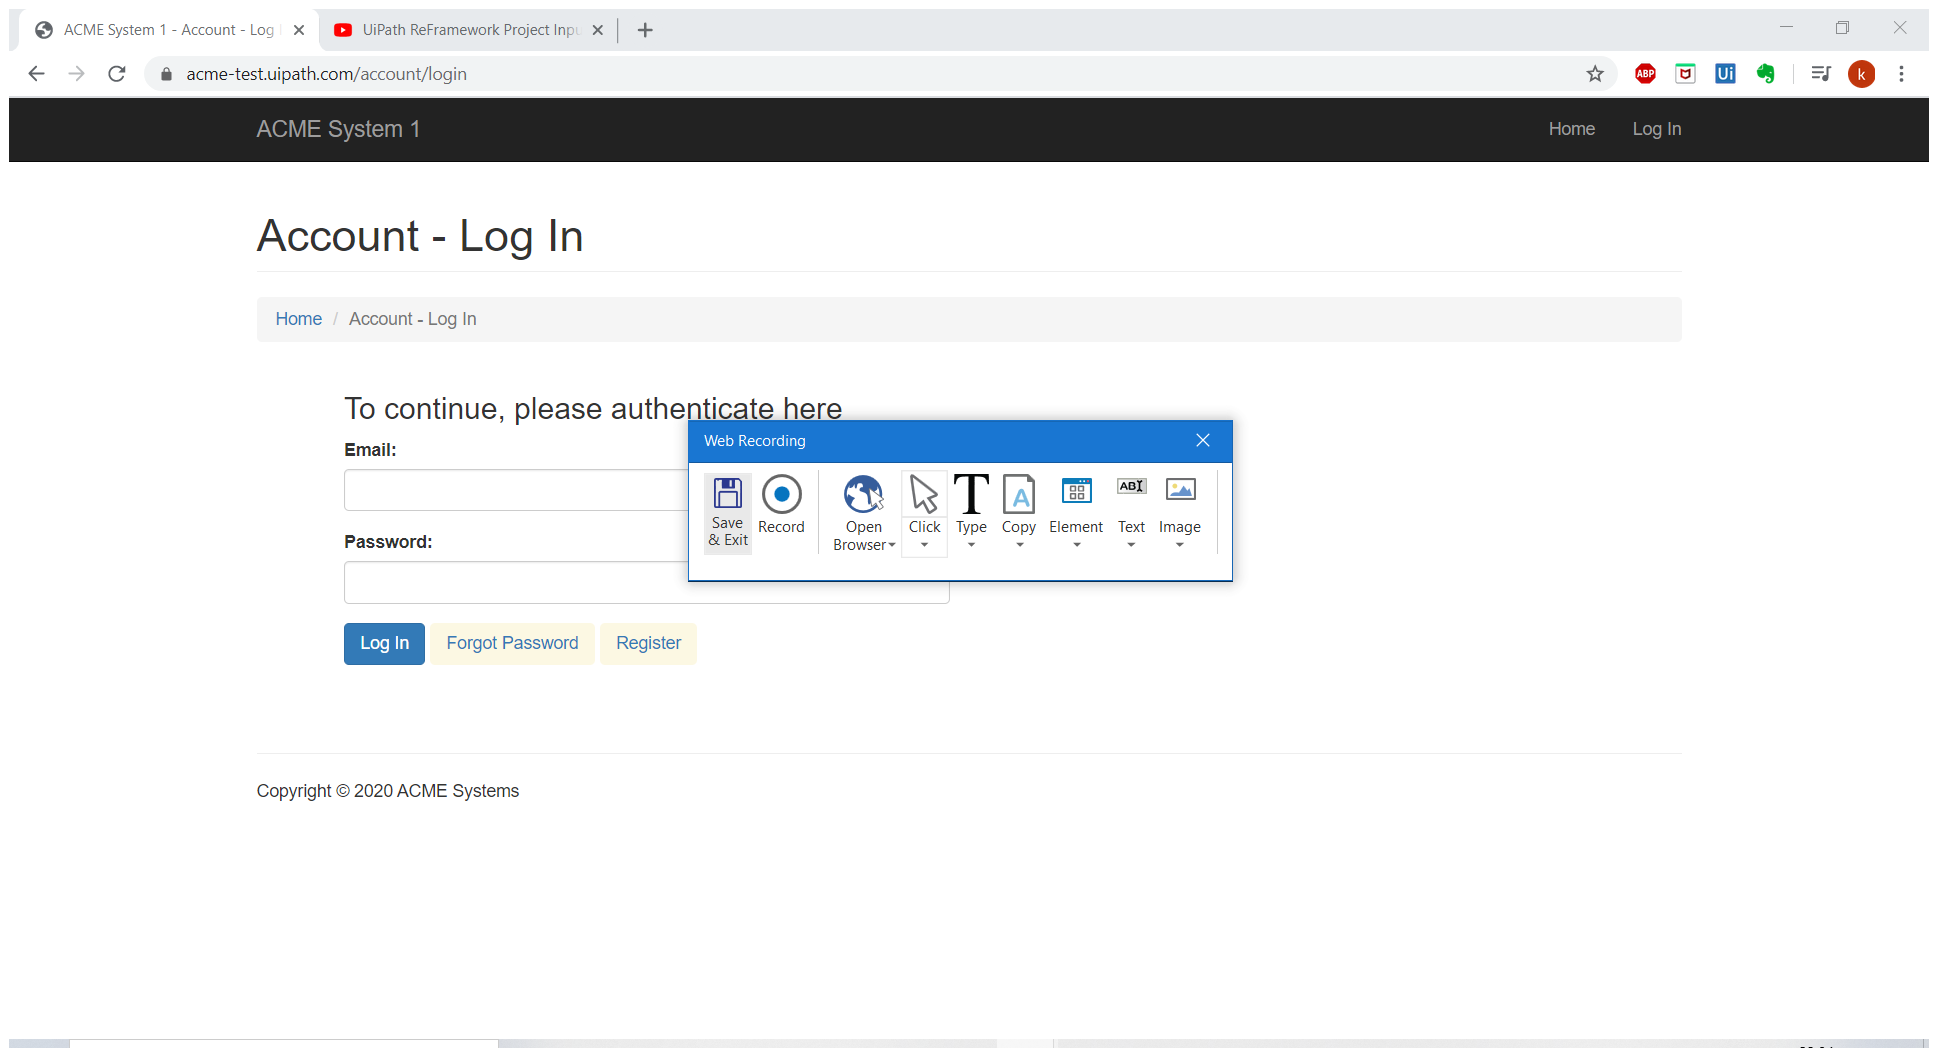 ACME System 1 - Account - Log
UiPath ReFramework Project Inpu
acme-test.uipath.com/account/login
ABP
Ui
k
ACME System 1
Home
Log In
Account - Log In
Home / Account - Log In
To continue, please authenticate here
Email:
Web Recording
Save & Exit
Record
Open Browser
Click
Type
Copy
Element
Text
Image
T
A
ABI
Password:
Log In
Forgot Password
Register
Copyright © 2020 ACME Systems